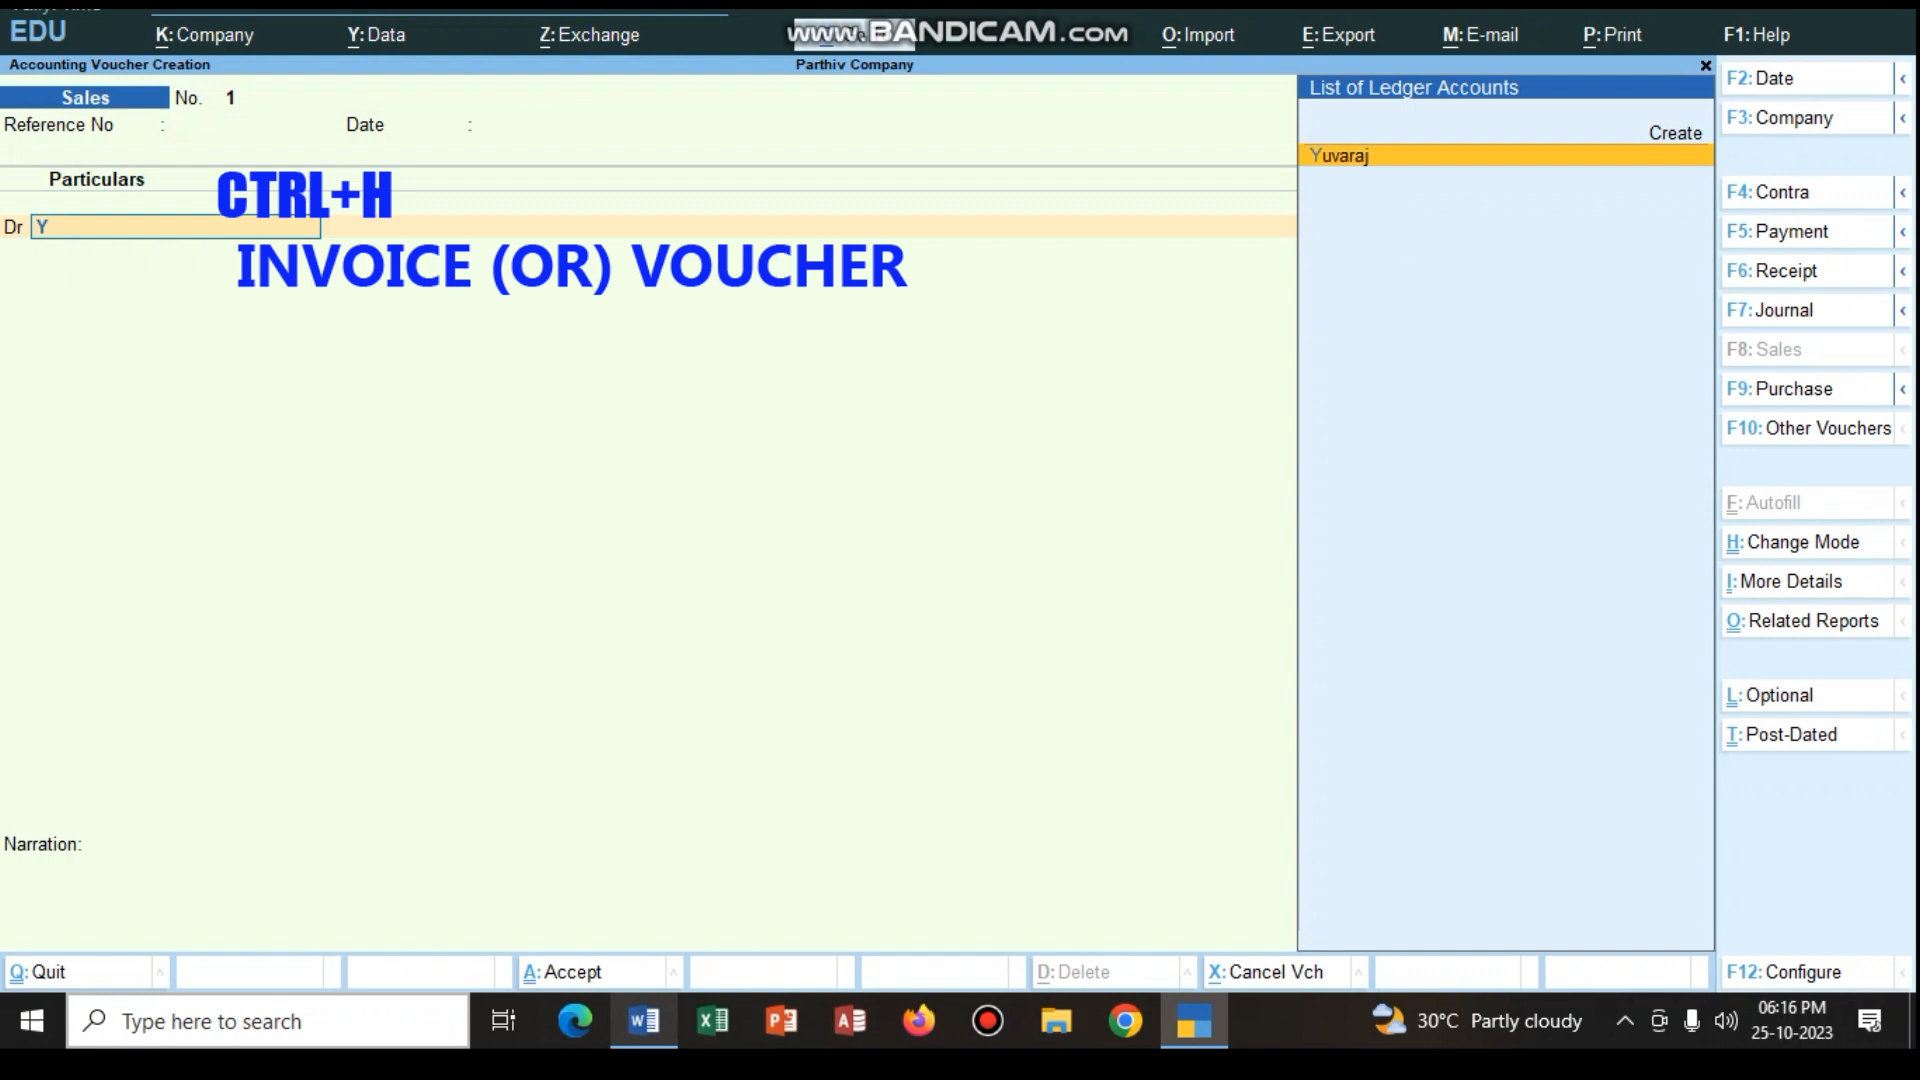 EDU
K: Company
Y: Data
Z: Exchange
www.BANDICAM.com
O: Import
E: Export
M: E-mail
P: Print
F1: Help
Accounting Voucher Creation
Parthiv Company
Sales No. 1
Reference No :
Date :
Particulars
CTRL+H
Dr Y
INVOICE (OR) VOUCHER
Narration:
List of Ledger Accounts
Create
Yuvaraj
F2: Date
F3: Company
F4: Contra
F5: Payment
F6: Receipt
F7: Journal
F8: Sales
F9: Purchase
F10: Other Vouchers
F: Autofill
H: Change Mode
I: More Details
O: Related Reports
L: Optional
T: Post-Dated
Q: Quit
A: Accept
D: Delete
X: Cancel Vch
F12: Configure
Type here to search
30°C Partly cloudy
06:16 PM
25-10-2023